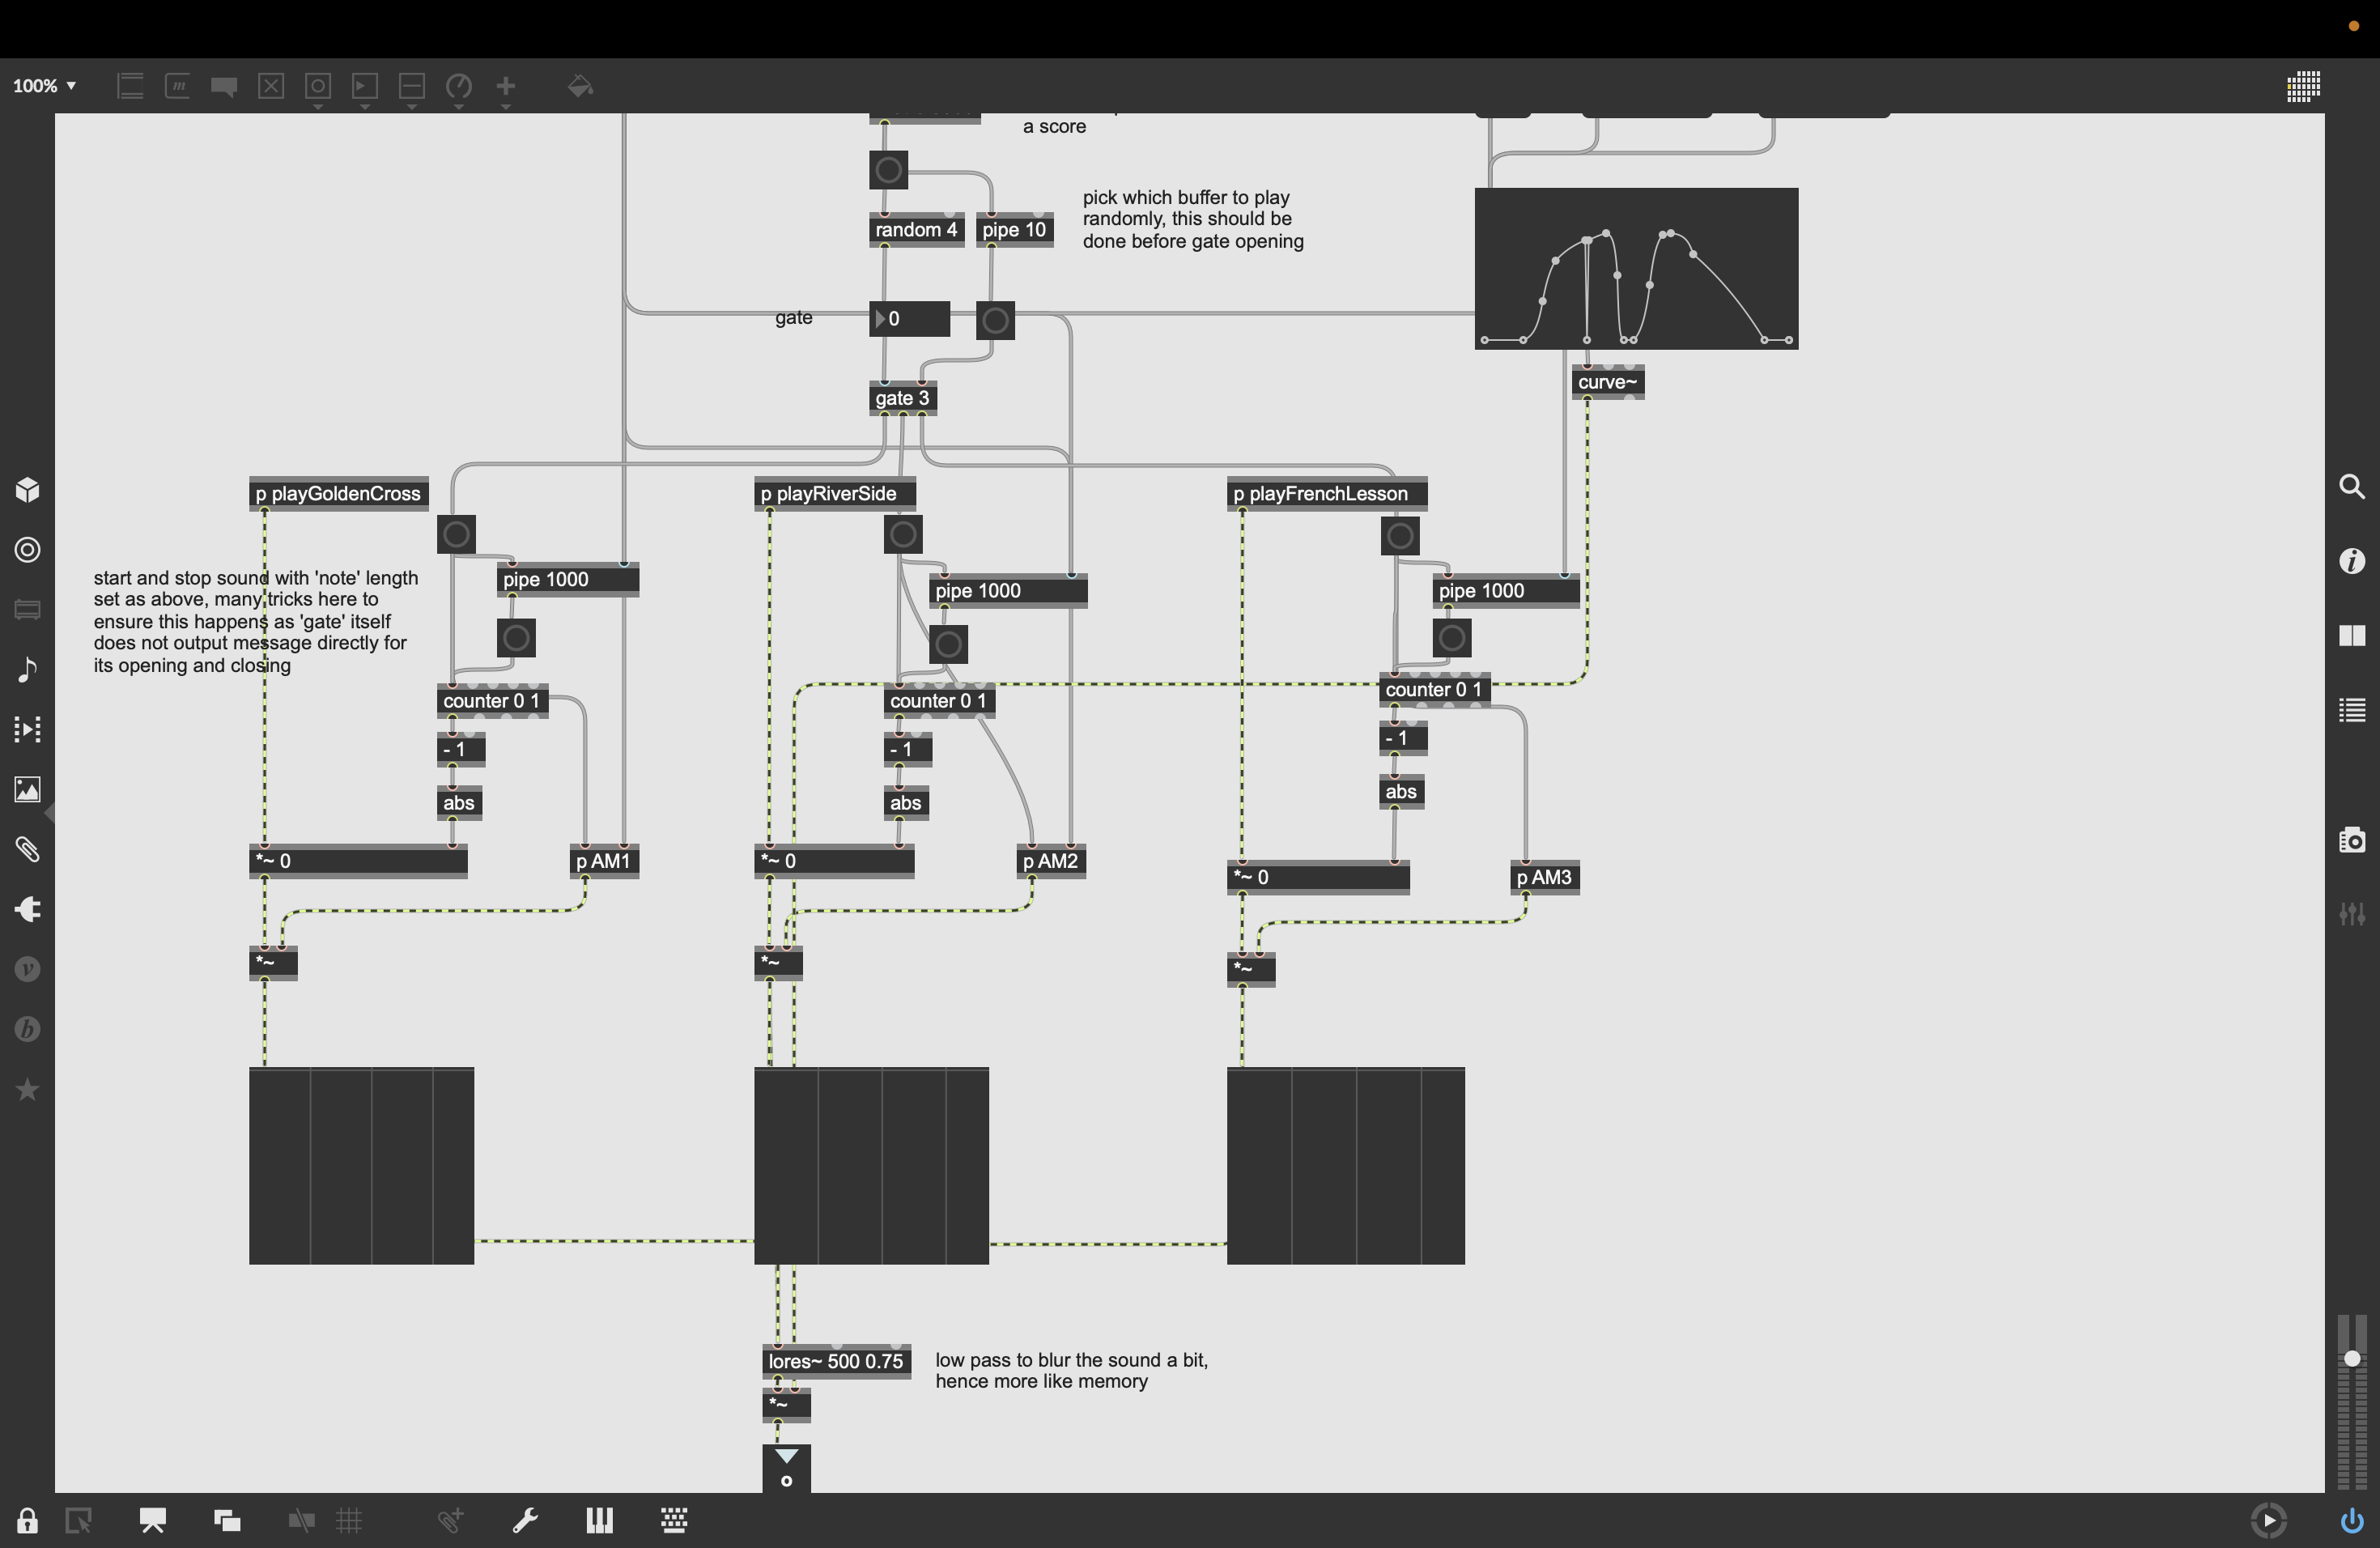 100%
a score
pick which buffer to play
randomly, this should be
done before gate opening
random 4
pipe 10
gate
0
gate 3
curve~
p playGoldenCross
p playRiverSide
p playFrenchLesson
start and stop sound with 'note' length
set as above, many tricks here to
ensure this happens as 'gate' itself
does not output message directly for
its opening and closing
pipe 1000
pipe 1000
pipe 1000
counter 0 1
counter 0 1
counter 0 1
- 1
- 1
- 1
abs
abs
abs
*~ 0
p AM1
*~ 0
p AM2
*~ 0
p AM3
*~
*~
*~
lores~ 500 0.75
low pass to blur the sound a bit,
hence more like memory
*~